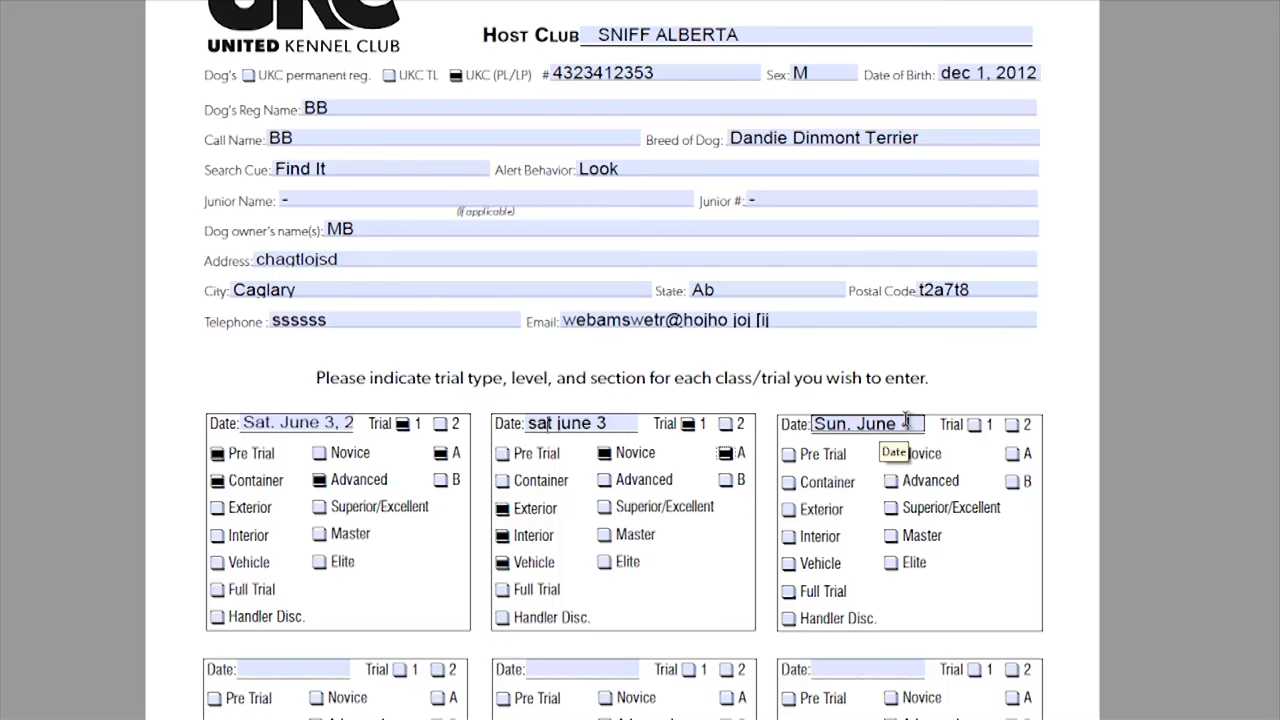 UKC
UNITED KENNEL CLUB
HOST CLUB SNIFF ALBERTA
Dog's UKC permanent reg. UKC TL UKC (PL/LP) # 4323412353 Sex: M Date of Birth: dec 1, 2012
Dog's Reg Name: BB
Call Name: BB Breed of Dog: Dandie Dinmont Terrier
Search Cue: Find It Alert Behavior: Look
Junior Name: - Junior #: -
(If applicable)
Dog owner's name(s): MB
Address: chaqtlojsd
City: Caglary State: Ab Postal Code t2a7t8
Telephone : ssssss Email: webamswetr@hojho joj [ij
Please indicate trial type, level, and section for each class/trial you wish to enter.
Date: Sat. June 3, 2 Trial 1 2
Pre Trial Novice A
Container Advanced B
Exterior Superior/Excellent
Interior Master
Vehicle Elite
Full Trial
Handler Disc.
Date: sat june 3 Trial 1 2
Pre Trial Novice A
Container Advanced B
Exterior Superior/Excellent
Interior Master
Vehicle Elite
Full Trial
Handler Disc.
Date: Sun. June Trial 1 2
Pre Trial Date ovice A
Container Advanced B
Exterior Superior/Excellent
Interior Master
Vehicle Elite
Full Trial
Handler Disc.
Date: Trial 1 2
Pre Trial Novice A
Date: Trial 1 2
Pre Trial Novice A
Date: Trial 1 2
Pre Trial Novice A